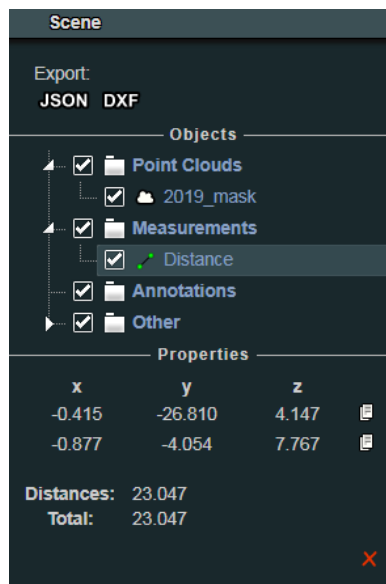 Scene
Export:
JSON DXF
Objects
Point Clouds
2019_mask
Measurements
Distance
Annotations
Other
Properties
x y z
-0.415 -26.810 4.147
-0.877 -4.054 7.767
Distances: 23.047
Total: 23.047